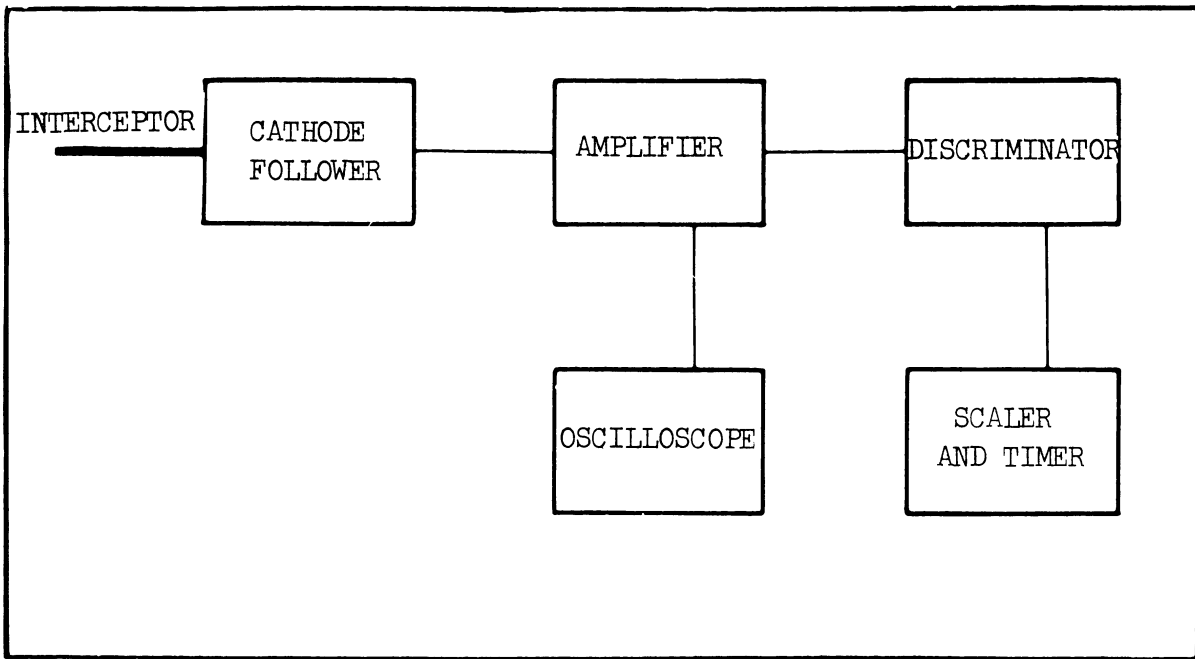 INTERCEPTOR
CATHODE
FOLLOWER
AMPLIFIER
DISCRIMINATOR
OSCILLOSCOPE
SCALER
AND TIMER